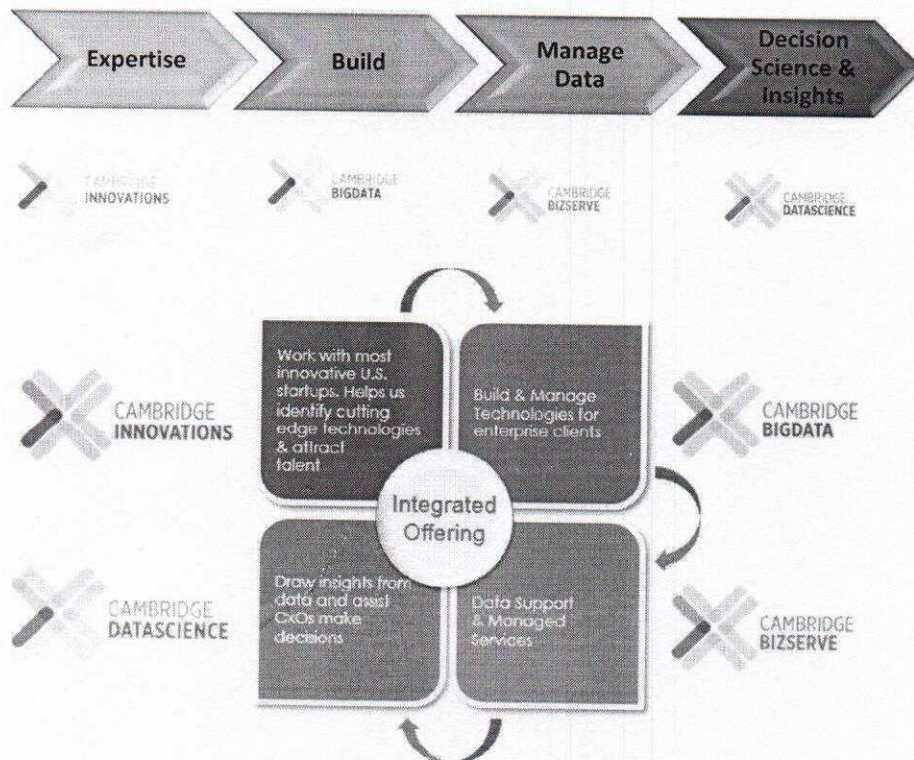 Expertise
Build
Manage
Data
Decision
Science &
Insights
CAMBRIDGE
INNOVATIONS
CAMBRIDGE
BIGDATA
CAMBRIDGE
BIZSERVE
CAMBRIDGE
DATASCIENCE
CAMBRIDGE
INNOVATIONS
Work with most
innovative U.S.
startups. Helps us
identify cutting
edge technologies
& attract
talent
Build & Manage
Technologies for
enterprise clients
CAMBRIDGE
BIGDATA
Integrated
Offering
CAMBRIDGE
DATASCIENCE
Draw insights from
data and assist
CxOs make
decisions
Data Support
& Managed
Services
CAMBRIDGE
BIZSERVE